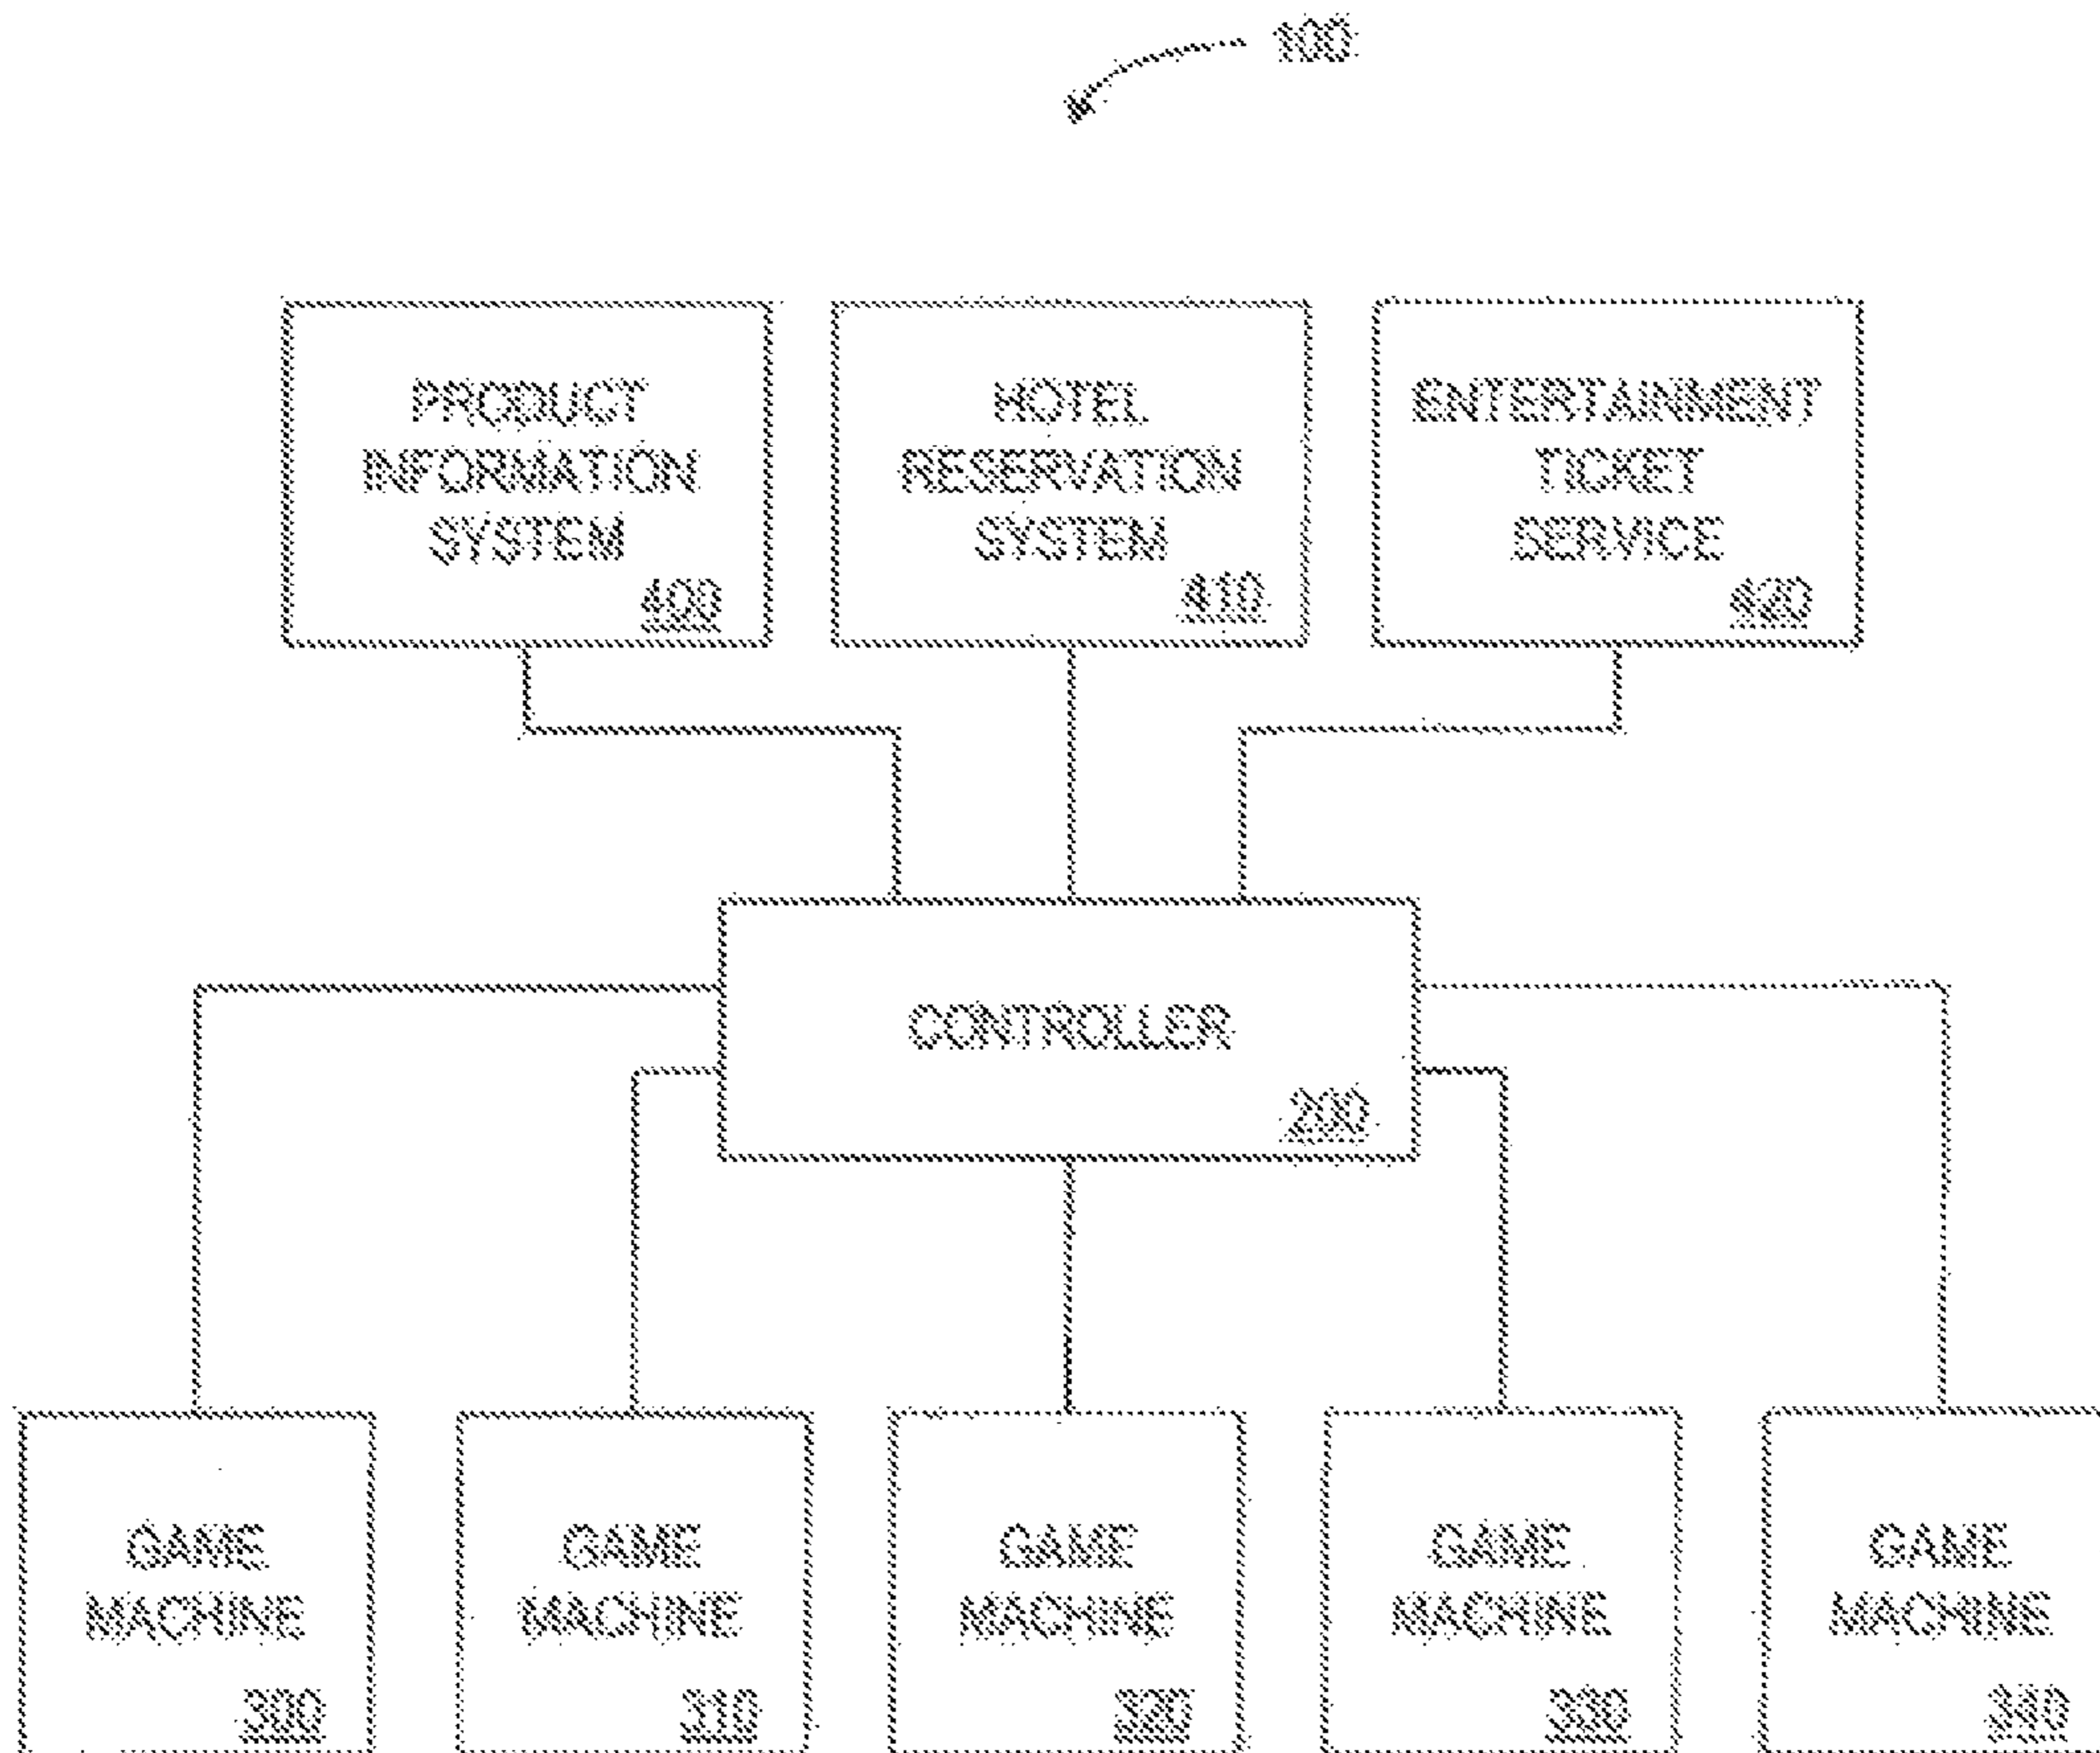 100
PRODUCT
INFORMATION
SYSTEM
400
HOTEL
RESERVATION
SYSTEM
410
ENTERTAINMENT
TICKET
SERVICE
420
CONTROLLER
200
GAME
MACHINE
300
GAME
MACHINE
310
GAME
MACHINE
320
GAME
MACHINE
330
GAME
MACHINE
340